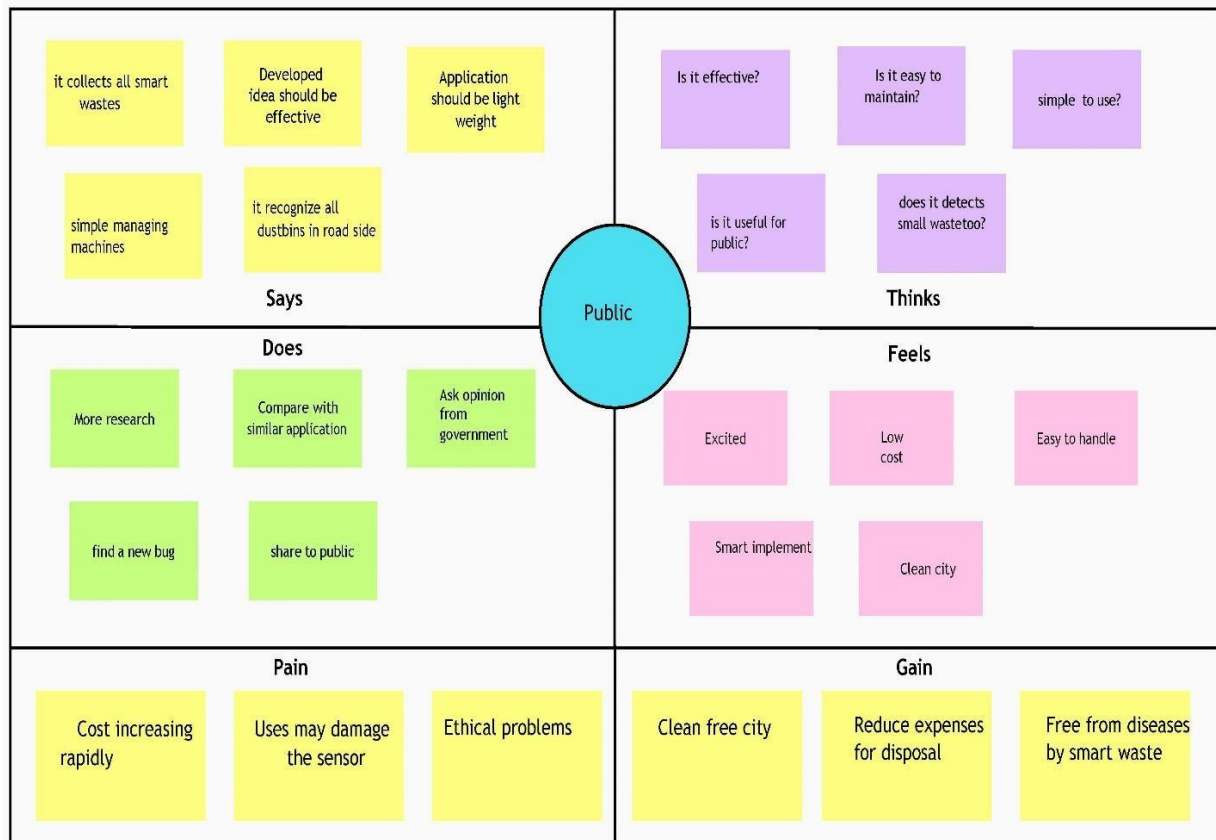 it collects all smart
wastes
Developed
idea should be
effective
Application
should be light
weight
simple managing
machines
it recognize all
dustbins in road side
Says
Is it effective?
Is it easy to
maintain?
simple to use?
is it useful for
public?
does it detects
small wastetoo?
Thinks
Public
Does
More research
Compare with
similar application
Ask opinion
from
government
find a new bug
share to public
Feels
Excited
Low
cost
Easy to handle
Smart implement
Clean city
Pain
Cost increasing
rapidly
Uses may damage
the sensor
Ethical problems
Gain
Clean free city
Reduce expenses
for disposal
Free from diseases
by smart waste